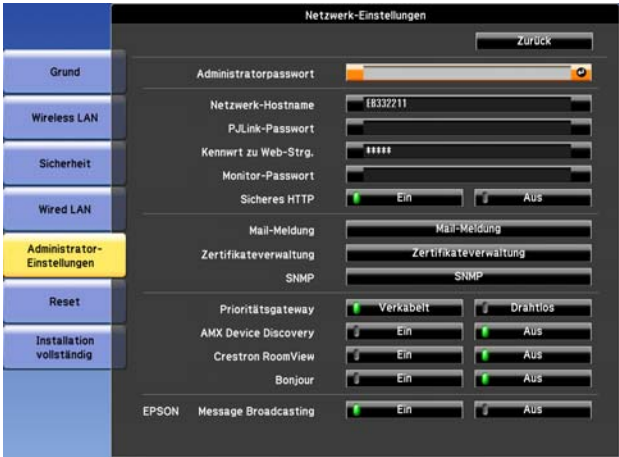 Netzwerk-Einstellungen
Zurück
Grund
Wireless LAN
Sicherheit
Wired LAN
Administrator-
Einstellungen
Reset
Installation
vollständig
Administratorpasswort
Netzwerk-Hostname EB332211
PJLink-Passwort
Kennwrt zu Web-Strg. *****
Monitor-Passwort
Sicheres HTTP Ein Aus
Mail-Meldung Mail-Meldung
Zertifikateverwaltung Zertifikateverwaltung
SNMP SNMP
Prioritätsgateway Verkabelt Drahtlos
AMX Device Discovery Ein Aus
Crestron RoomView Ein Aus
Bonjour Ein Aus
EPSON Message Broadcasting Ein Aus